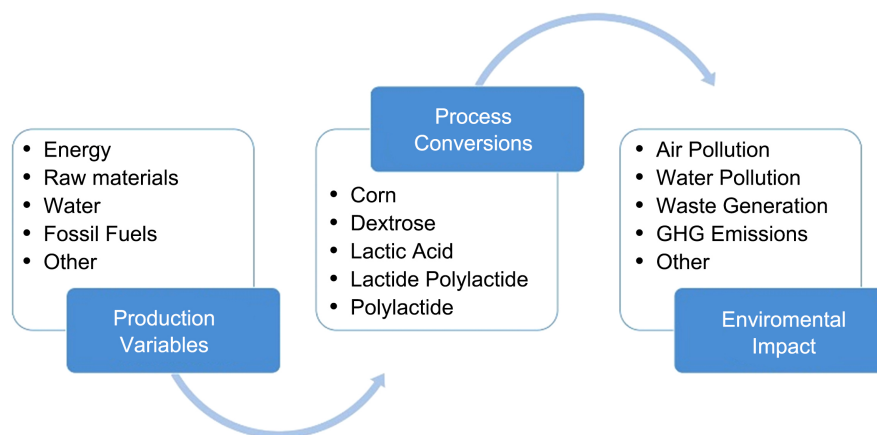 • Energy
• Raw materials
• Water
• Fossil Fuels
• Other
Production
Variables
Process
Conversions
• Corn
• Dextrose
• Lactic Acid
• Lactide Polylactide
• Polylactide
• Air Pollution
• Water Pollution
• Waste Generation
• GHG Emissions
• Other
Enviromental
Impact